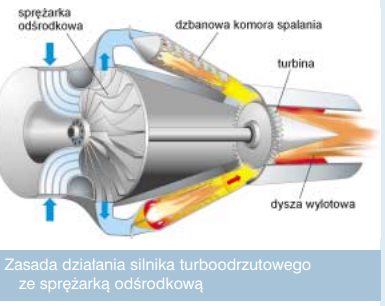 sprężarka
odśrodkowa
dzbanowa komora spalania
turbina
dysza wylotowa
Zasada działania silnika turboodrzutowego
ze sprężarką odśrodkową